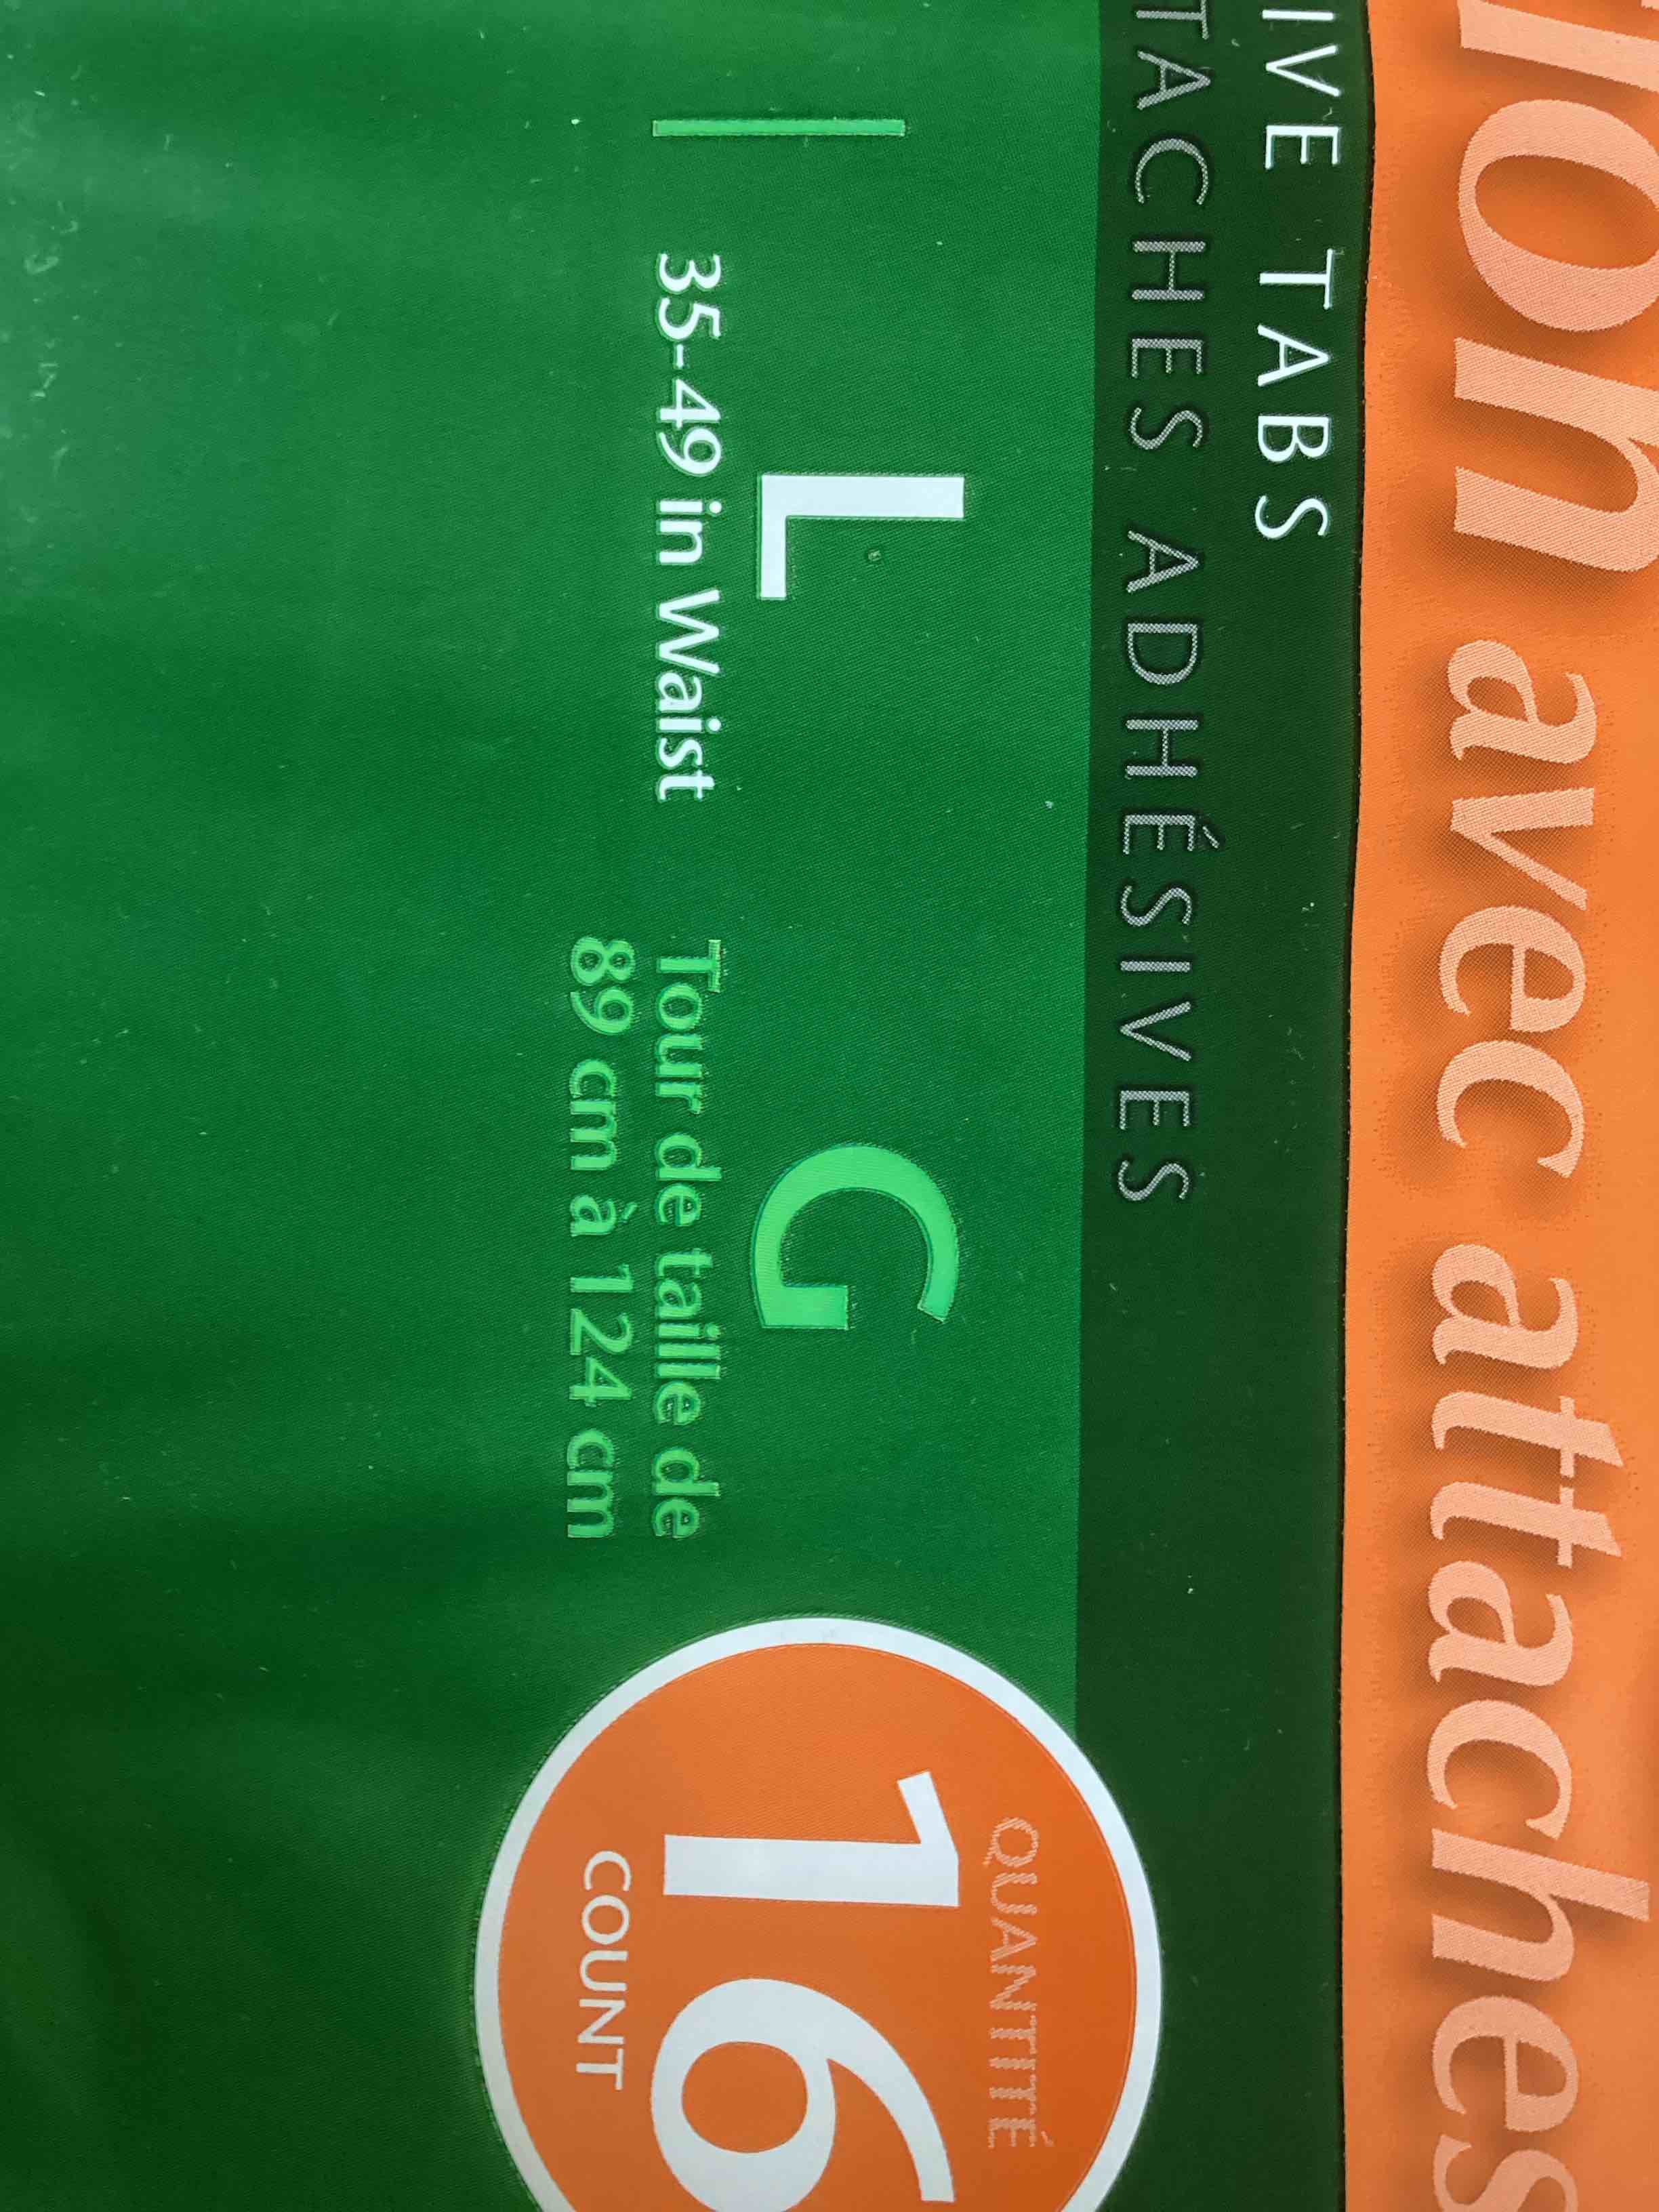 avec attaches
IVE TABS
TACHES ADHÉSIVES
L
35-49 in Waist
G
Tour de taille de
89 cm à 124 cm
QUANTITÉ
16
COUNT